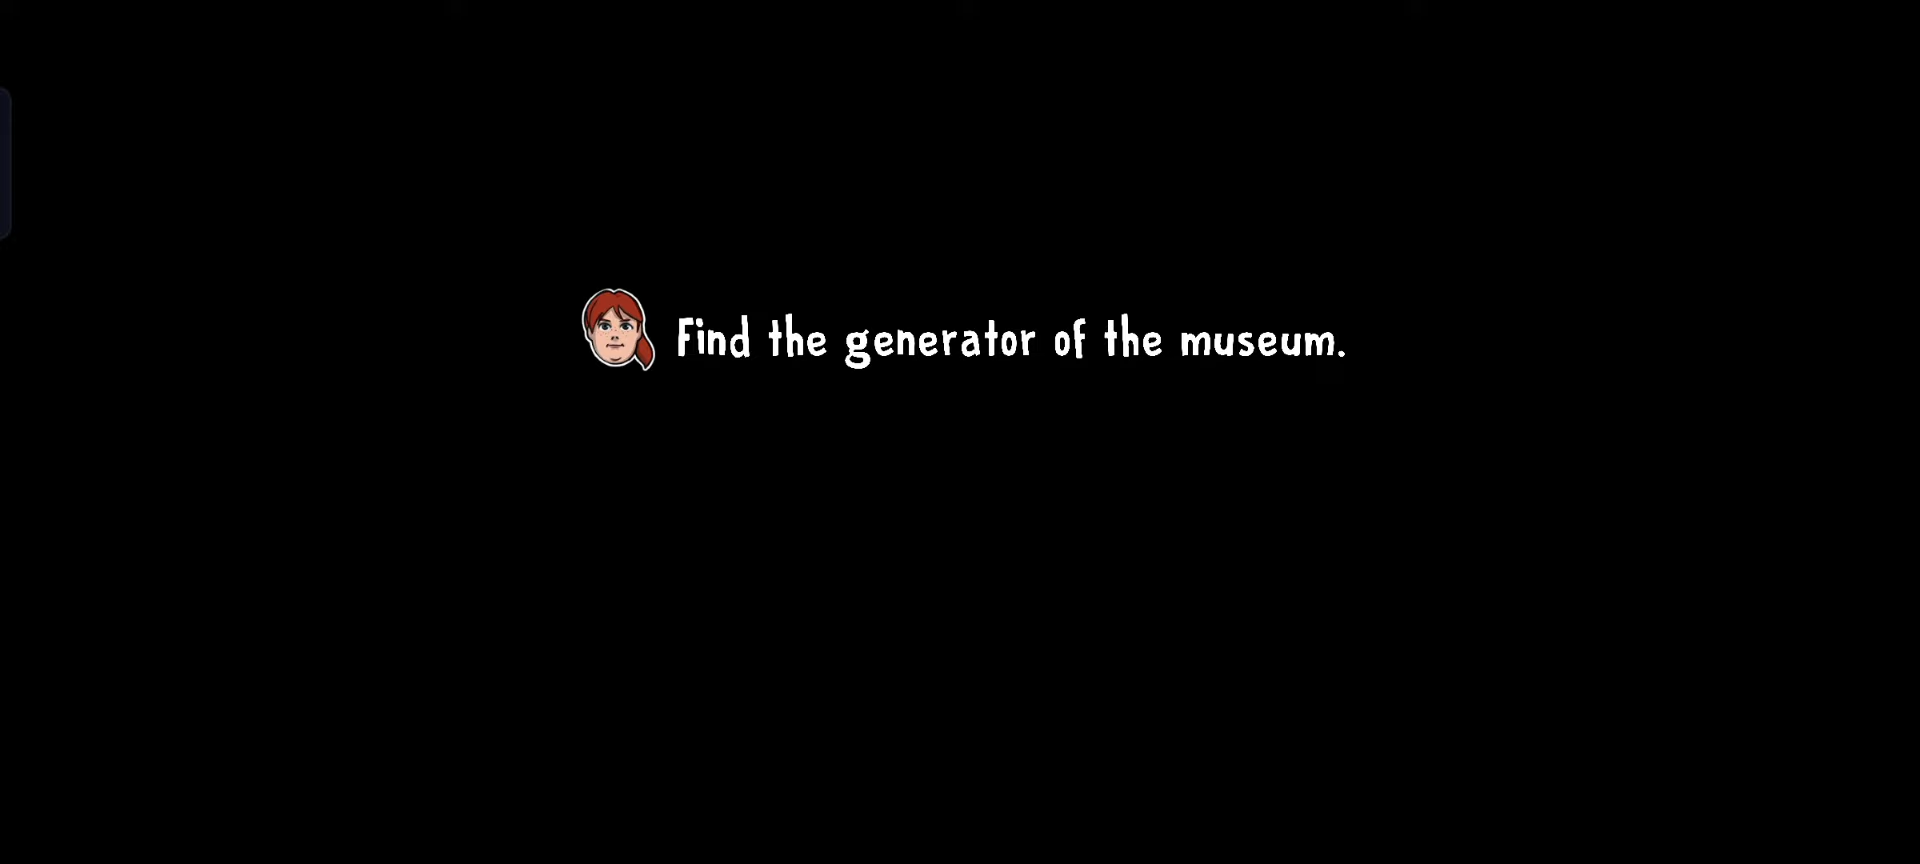 Find the generator of the museum.